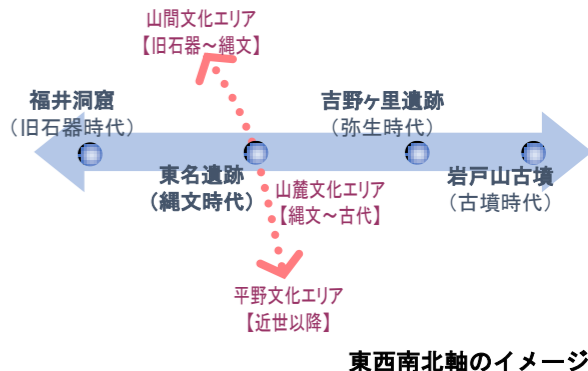 山間文化エリア
【旧石器～縄文】
福井洞窟
（旧石器時代）
吉野ヶ里遺跡
（弥生時代）
東名遺跡
（縄文時代）
岩戸山古墳
（古墳時代）
山麓文化エリア
【縄文～古代】
平野文化エリア
【近世以降】
東西南北軸のイメージ